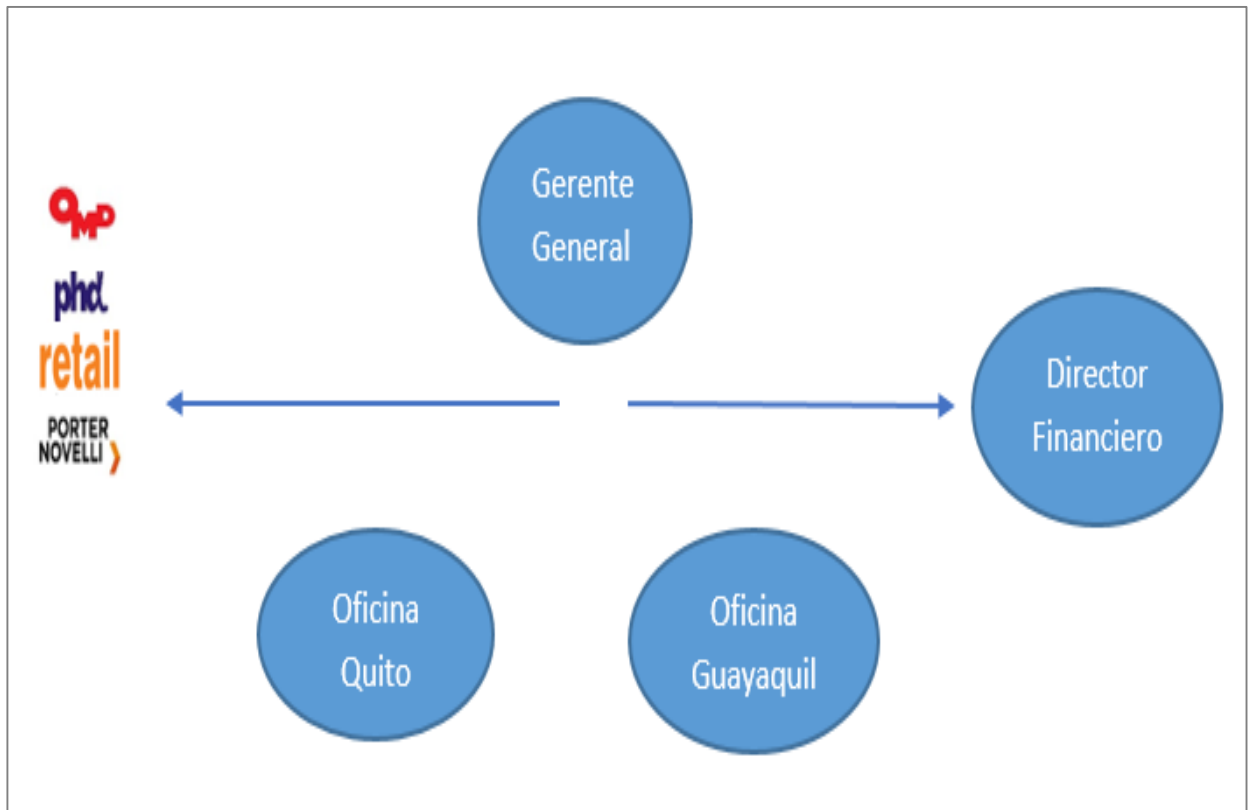 Gerente
General
OMD
phd
retail
PORTER
NOVELLI
Director
Financiero
Oficina
Quito
Oficina
Guayaquil